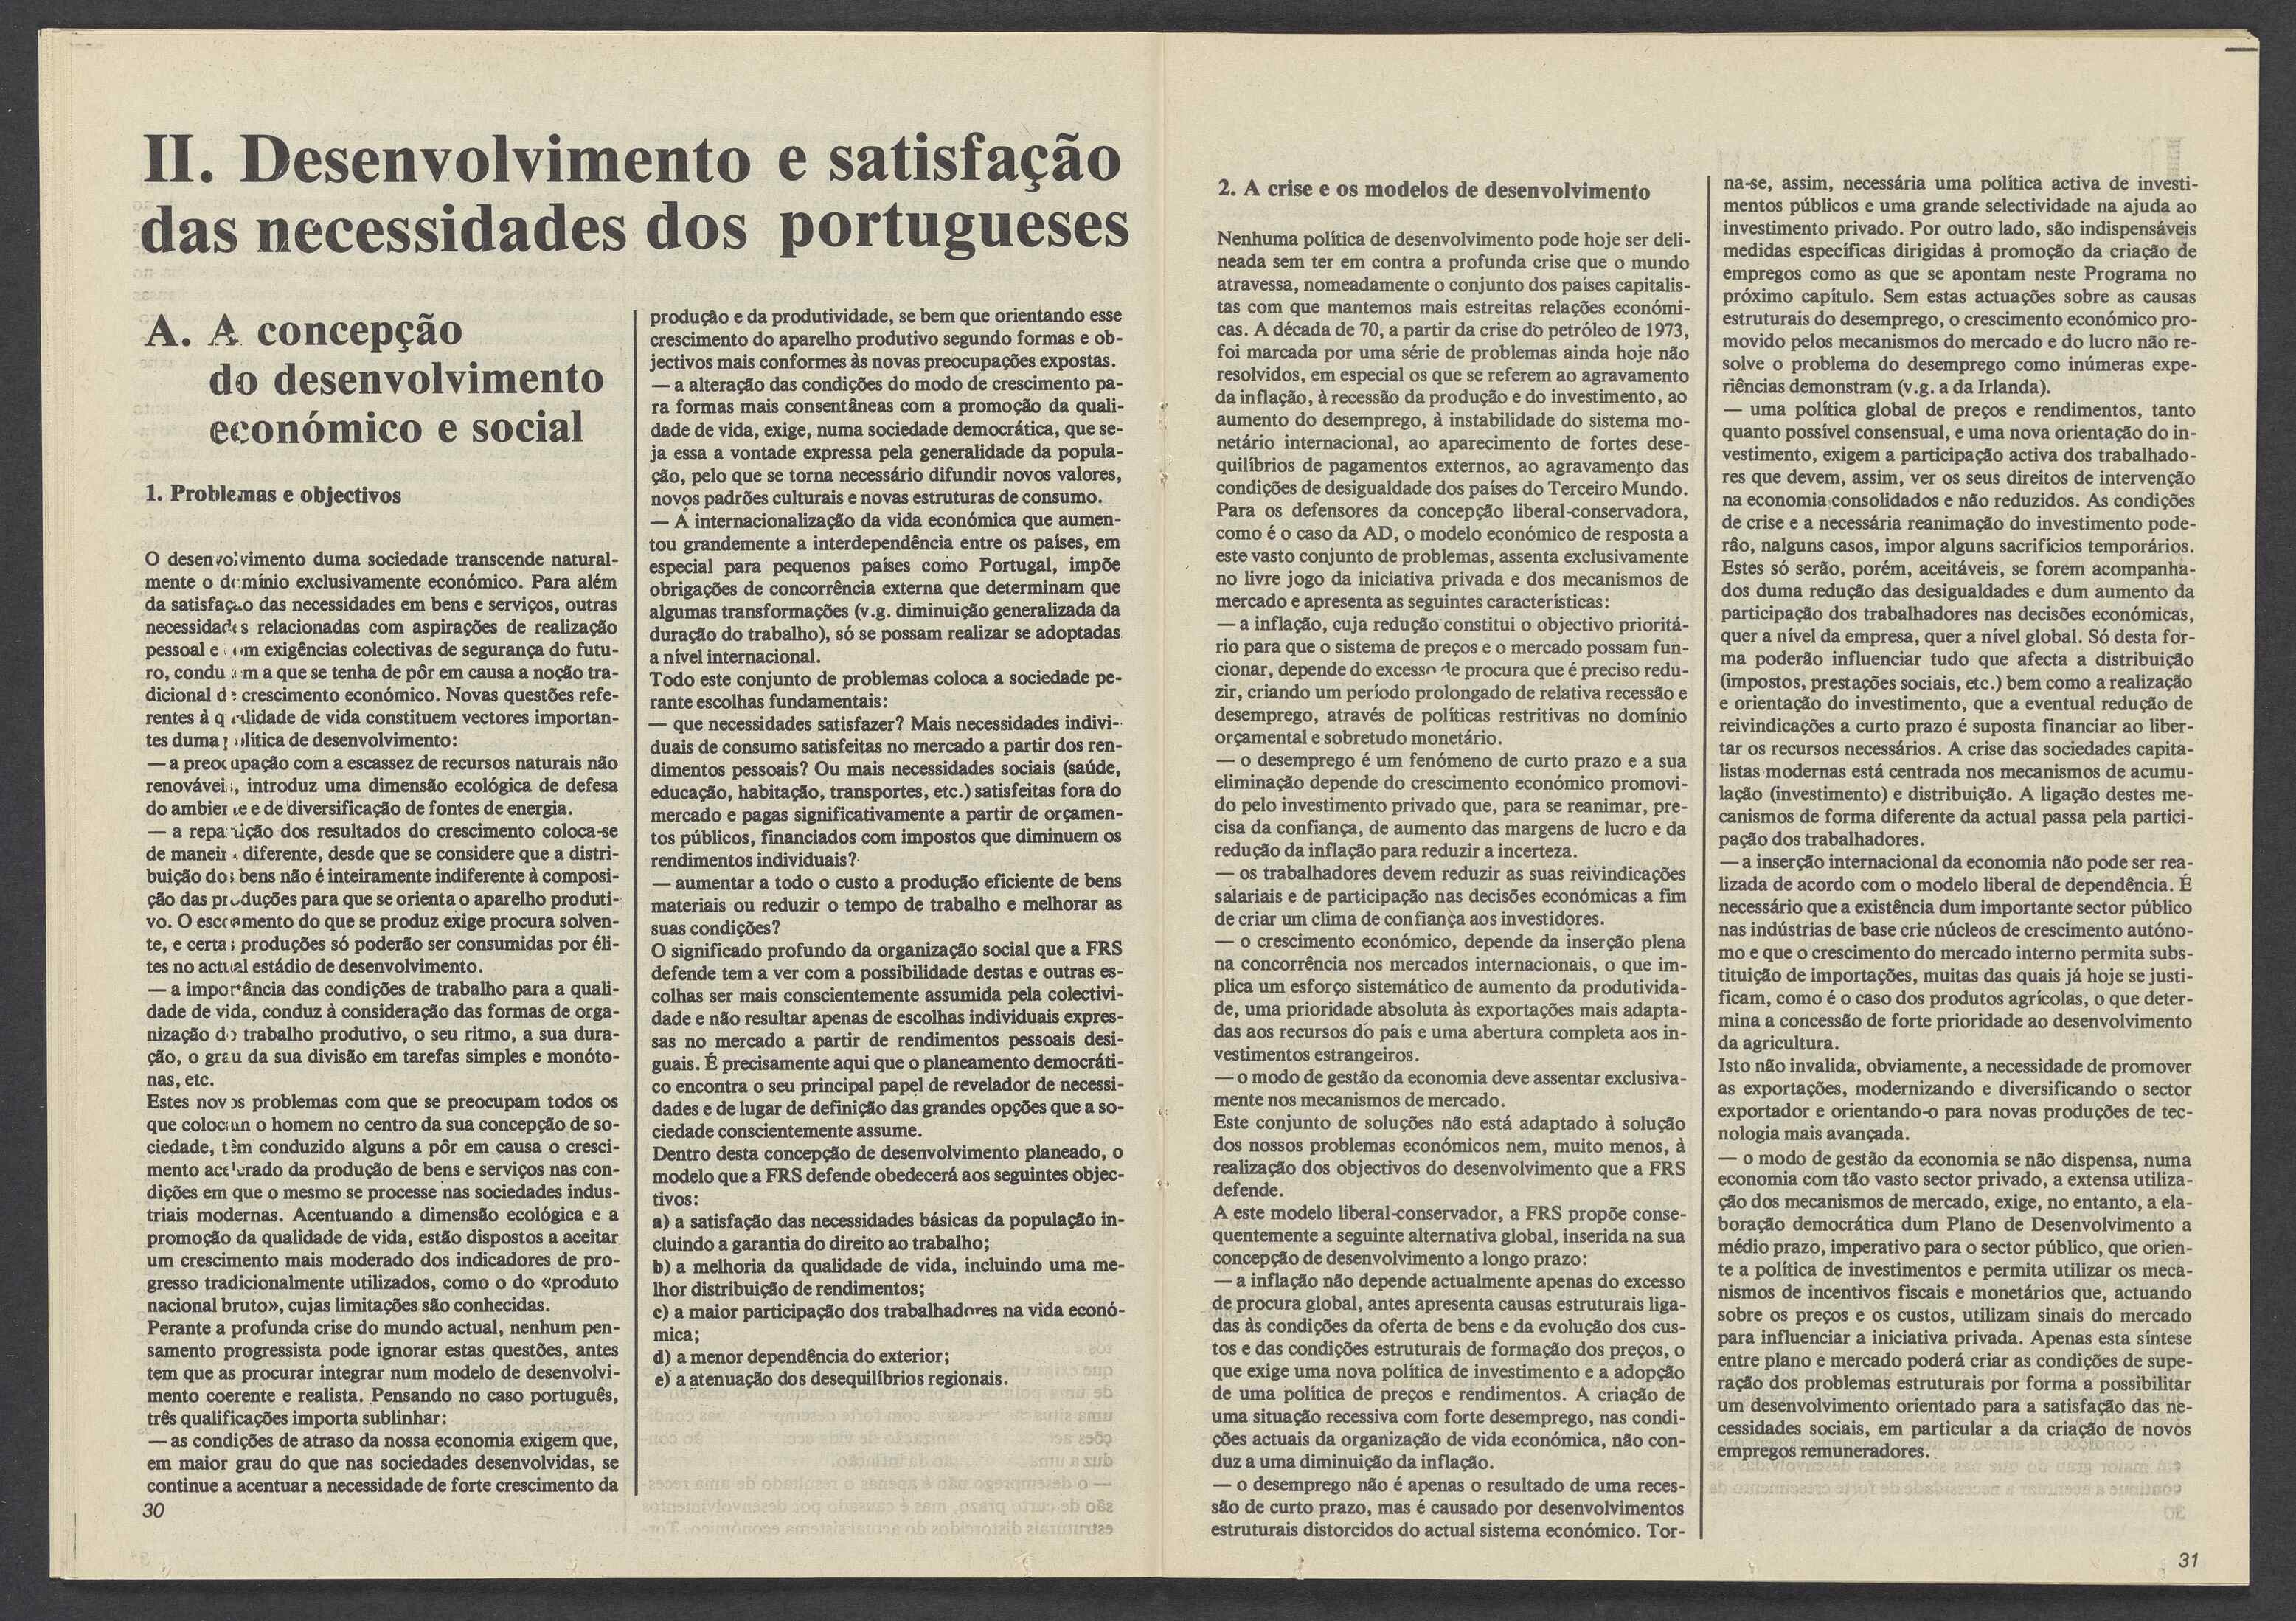 II. Desenvolvimento e satisfação
das necessidades dos portugueses
A. A concepção
do desenvolvimento
económico e social
1. Problemas e objectivos
O desenvolvimento duma sociedade transcende natural-
mente o domínio exclusivamente económico. Para além
da satisfação das necessidades em bens e serviços, outras
necessidades relacionadas com aspirações de realização
pessoal e com exigências colectivas de segurança do futu-
ro, conduzem a que se tenha de pôr em causa a noção tra-
dicional de crescimento económico. Novas questões refe-
rentes à qualidade de vida constituem vectores importan-
tes duma política de desenvolvimento:
— a preocupação com a escassez de recursos naturais não
renováveis, introduz uma dimensão ecológica de defesa
do ambiente e de diversificação de fontes de energia.
— a repartição dos resultados do crescimento coloca-se
de maneira diferente, desde que se considere que a distri-
buição dos bens não é inteiramente indiferente à composi-
ção das produções para que se orienta o aparelho produti-
vo. O escoamento do que se produz exige procura solven-
te, e certas produções só poderão ser consumidas por éli-
tes no actual estádio de desenvolvimento.
— a importância das condições de trabalho para a quali-
dade de vida, conduz à consideração das formas de orga-
nização do trabalho produtivo, o seu ritmo, a sua dura-
ção, o grau da sua divisão em tarefas simples e monóto-
nas, etc.
Estes novos problemas com que se preocupam todos os
que colocam o homem no centro da sua concepção de so-
ciedade, têm conduzido alguns a pôr em causa o cresci-
mento acelerado da produção de bens e serviços nas con-
dições em que o mesmo se processe nas sociedades indus-
triais modernas. Acentuando a dimensão ecológica e a
promoção da qualidade de vida, estão dispostos a aceitar
um crescimento mais moderado dos indicadores de pro-
gresso tradicionalmente utilizados, como o do «produto
nacional bruto», cujas limitações são conhecidas.
Perante a profunda crise do mundo actual, nenhum pen-
samento progressista pode ignorar estas questões, antes
tem que as procurar integrar num modelo de desenvolvi-
mento coerente e realista. Pensando no caso português,
três qualificações importa sublinhar:
— as condições de atraso da nossa economia exigem que,
em maior grau do que nas sociedades desenvolvidas, se
continue a acentuar a necessidade de forte crescimento da
30
produção e da produtividade, se bem que orientando esse
crescimento do aparelho produtivo segundo formas e ob-
jectivos mais conformes às novas preocupações expostas.
— a alteração das condições do modo de crescimento pa-
ra formas mais consentâneas com a promoção da quali-
dade de vida, exige, numa sociedade democrática, que se-
ja essa a vontade expressa pela generalidade da popula-
ção, pelo que se torna necessário difundir novos valores,
novos padrões culturais e novas estruturas de consumo.
— A internacionalização da vida económica que aumen-
tou grandemente a interdependência entre os países, em
especial para pequenos países como Portugal, impõe
obrigações de concorrência externa que determinam que
algumas transformações (v.g. diminuição generalizada da
duração do trabalho), só se possam realizar se adoptadas
a nível internacional.
Todo este conjunto de problemas coloca a sociedade pe-
rante escolhas fundamentais:
— que necessidades satisfazer? Mais necessidades indivi-
duais de consumo satisfeitas no mercado a partir dos ren-
dimentos pessoais? Ou mais necessidades sociais (saúde,
educação, habitação, transportes, etc.) satisfeitas fora do
mercado e pagas significativamente a partir de orçamen-
tos públicos, financiados com impostos que diminuem os
rendimentos individuais?
— aumentar a todo o custo a produção eficiente de bens
materiais ou reduzir o tempo de trabalho e melhorar as
suas condições?
O significado profundo da organização social que a FRS
defende tem a ver com a possibilidade destas e outras es-
colhas ser mais conscientemente assumida pela colectivi-
dade e não resultar apenas de escolhas individuais expres-
sas no mercado a partir de rendimentos pessoais desi-
guais. É precisamente aqui que o planeamento democráti-
co encontra o seu principal papel de revelador de necessi-
dades e de lugar de definição das grandes opções que a so-
ciedade conscientemente assume.
Dentro desta concepção de desenvolvimento planeado, o
modelo que a FRS defende obedecerá aos seguintes objec-
tivos:
a) a satisfação das necessidades básicas da população in-
cluindo a garantia do direito ao trabalho;
b) a melhoria da qualidade de vida, incluindo uma me-
lhor distribuição de rendimentos;
c) a maior participação dos trabalhadores na vida econó-
mica;
d) a menor dependência do exterior;
e) a atenuação dos desequilíbrios regionais.
2. A crise e os modelos de desenvolvimento
Nenhuma política de desenvolvimento pode hoje ser deli-
neada sem ter em contra a profunda crise que o mundo
atravessa, nomeadamente o conjunto dos países capitalis-
tas com que mantemos mais estreitas relações económi-
cas. A década de 70, a partir da crise do petróleo de 1973,
foi marcada por uma série de problemas ainda hoje não
resolvidos, em especial os que se referem ao agravamento
da inflação, à recessão da produção e do investimento, ao
aumento do desemprego, à instabilidade do sistema mo-
netário internacional, ao aparecimento de fortes dese-
quilíbrios de pagamentos externos, ao agravamento das
condições de desigualdade dos países do Terceiro Mundo.
Para os defensores da concepção liberal-conservadora,
como é o caso da AD, o modelo económico de resposta a
este vasto conjunto de problemas, assenta exclusivamente
no livre jogo da iniciativa privada e dos mecanismos de
mercado e apresenta as seguintes características:
— a inflação, cuja redução constitui o objectivo prioritá-
rio para que o sistema de preços e o mercado possam fun-
cionar, depende do excesso de procura que é preciso redu-
zir, criando um período prolongado de relativa recessão e
desemprego, através de políticas restritivas no domínio
orçamental e sobretudo monetário.
— o desemprego é um fenómeno de curto prazo e a sua
eliminação depende do crescimento económico promovi-
do pelo investimento privado que, para se reanimar, pre-
cisa da confiança, de aumento das margens de lucro e da
redução da inflação para reduzir a incerteza.
— os trabalhadores devem reduzir as suas reivindicações
salariais e de participação nas decisões económicas a fim
de criar um clima de confiança aos investidores.
— o crescimento económico, depende da inserção plena
na concorrência nos mercados internacionais, o que im-
plica um esforço sistemático de aumento da produtivida-
de, uma prioridade absoluta às exportações mais adapta-
das aos recursos do país e uma abertura completa aos in-
vestimentos estrangeiros.
— o modo de gestão da economia deve assentar exclusiva-
mente nos mecanismos de mercado.
Este conjunto de soluções não está adaptado à solução
dos nossos problemas económicos nem, muito menos, à
realização dos objectivos do desenvolvimento que a FRS
defende.
A este modelo liberal-conservador, a FRS propõe conse-
quentemente a seguinte alternativa global, inserida na sua
concepção de desenvolvimento a longo prazo:
— a inflação não depende actualmente apenas do excesso
de procura global, antes apresenta causas estruturais liga-
das às condições da oferta de bens e da evolução dos cus-
tos e das condições estruturais de formação dos preços, o
que exige uma nova política de investimento e a adopção
de uma política de preços e rendimentos. A criação de
uma situação recessiva com forte desemprego, nas condi-
ções actuais da organização de vida económica, não con-
duz a uma diminuição da inflação.
— o desemprego não é apenas o resultado de uma reces-
são de curto prazo, mas é causado por desenvolvimentos
estruturais distorcidos do actual sistema económico. Tor-
na-se, assim, necessária uma política activa de investi-
mentos públicos e uma grande selectividade na ajuda ao
investimento privado. Por outro lado, são indispensáveis
medidas específicas dirigidas à promoção da criação de
empregos como as que se apontam neste Programa no
próximo capítulo. Sem estas actuações sobre as causas
estruturais do desemprego, o crescimento económico pro-
movido pelos mecanismos do mercado e do lucro não re-
solve o problema do desemprego como inúmeras expe-
riências demonstram (v.g. a da Irlanda).
— uma política global de preços e rendimentos, tanto
quanto possível consensual, e uma nova orientação do in-
vestimento, exigem a participação activa dos trabalhado-
res que devem, assim, ver os seus direitos de intervenção
na economia consolidados e não reduzidos. As condições
de crise e a necessária reanimação do investimento pode-
râo, nalguns casos, impor alguns sacrifícios temporários.
Estes só serão, porém, aceitáveis, se forem acompanha-
dos duma redução das desigualdades e dum aumento da
participação dos trabalhadores nas decisões económicas,
quer a nível da empresa, quer a nível global. Só desta for-
ma poderão influenciar tudo que afecta a distribuição
(impostos, prestações sociais, etc.) bem como a realização
e orientação do investimento, que a eventual redução de
reivindicações a curto prazo é suposta financiar ao liber-
tar os recursos necessários. A crise das sociedades capita-
listas modernas está centrada nos mecanismos de acumu-
lação (investimento) e distribuição. A ligação destes me-
canismos de forma diferente da actual passa pela partici-
pação dos trabalhadores.
— a inserção internacional da economia não pode ser rea-
lizada de acordo com o modelo liberal de dependência. É
necessário que a existência dum importante sector público
nas indústrias de base crie núcleos de crescimento autóno-
mo e que o crescimento do mercado interno permita subs-
tituição de importações, muitas das quais já hoje se justi-
ficam, como é o caso dos produtos agrícolas, o que deter-
mina a concessão de forte prioridade ao desenvolvimento
da agricultura.
Isto não invalida, obviamente, a necessidade de promover
as exportações, modernizando e diversificando o sector
exportador e orientando-o para novas produções de tec-
nologia mais avançada.
— o modo de gestão da economia se não dispensa, numa
economia com tão vasto sector privado, a extensa utiliza-
ção dos mecanismos de mercado, exige, no entanto, a ela-
boração democrática dum Plano de Desenvolvimento a
médio prazo, imperativo para o sector público, que orien-
te a política de investimentos e permita utilizar os meca-
nismos de incentivos fiscais e monetários que, actuando
sobre os preços e os custos, utilizam sinais do mercado
para influenciar a iniciativa privada. Apenas esta síntese
entre plano e mercado poderá criar as condições de supe-
ração dos problemas estruturais por forma a possibilitar
um desenvolvimento orientado para a satisfação das ne-
cessidades sociais, em particular a da criação de novos
empregos remuneradores.
31